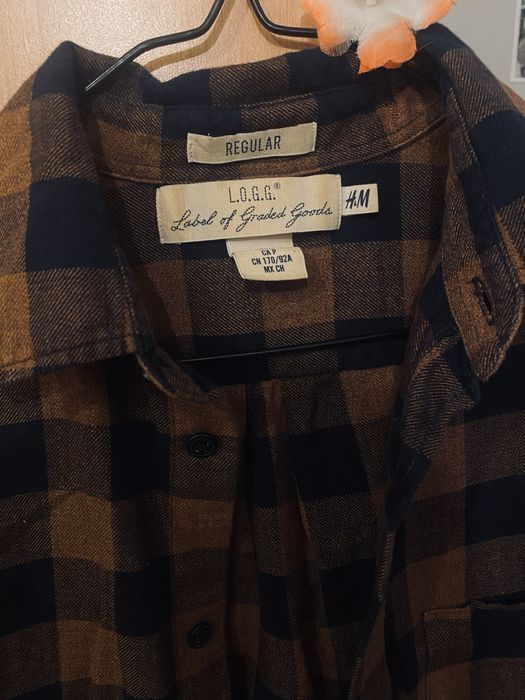 REGULAR
L.O.G.G.®
Label of Graded Goods
H&M
CA P
CN 170/92A
MX CH